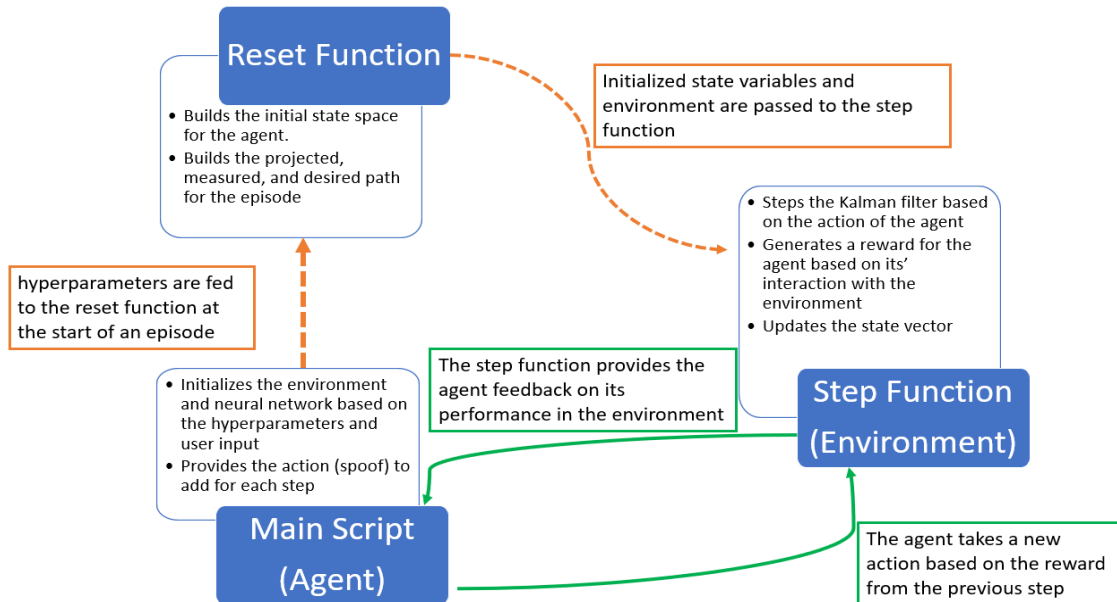 Reset Function
• Builds the initial state space
for the agent.
• Builds the projected,
measured, and desired path
for the episode
Initialized state variables and
environment are passed to the step
function
• Steps the Kalman filter based
on the action of the agent
• Generates a reward for the
agent based on its’
interaction with the
environment
• Updates the state vector
Step Function
(Environment)
hyperparameters are fed
to the reset function at
the start of an episode
The step function provides the
agent feedback on its
performance in the environment
• Initializes the environment
and neural network based on
the hyperparameters and
user input
• Provides the action (spoof) to
add for each step
Main Script
(Agent)
The agent takes a new
action based on the reward
from the previous step